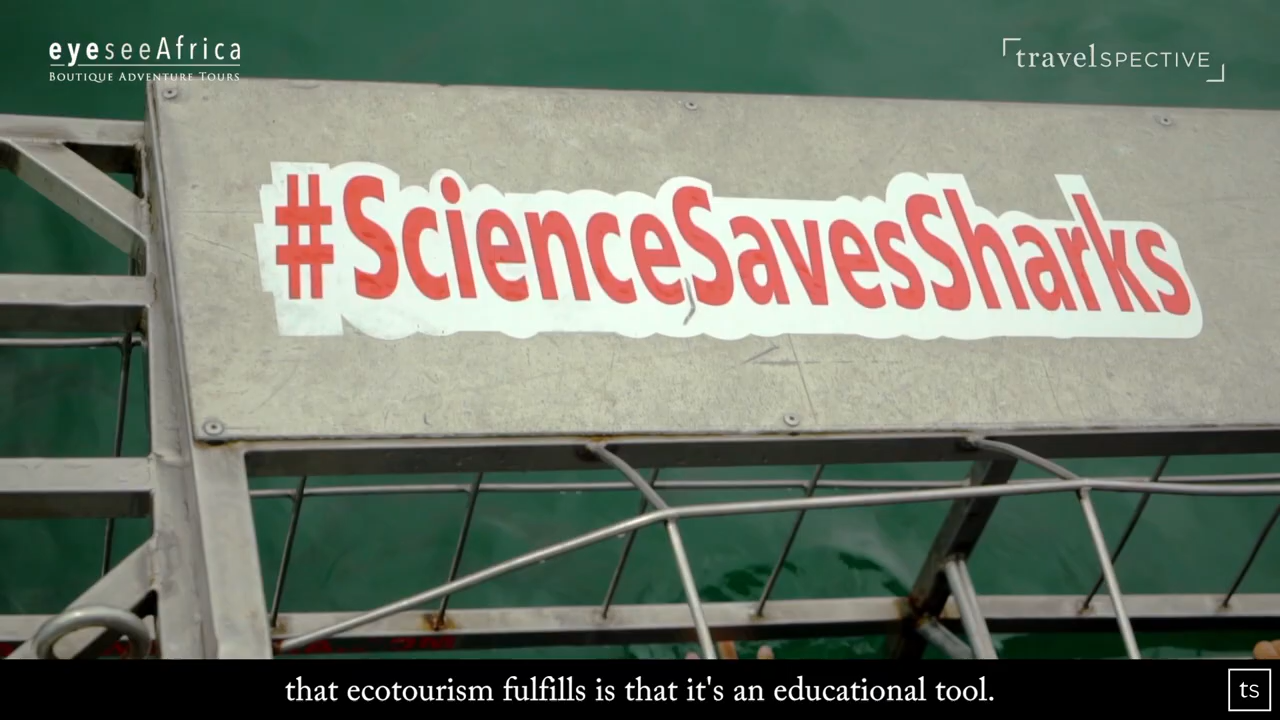 eyeseeAfrica
BOUTIQUE ADVENTURE TOURS
travelSPECTIVE
#ScienceSavesSharks
that ecotourism fulfills is that it's an educational tool.
ts